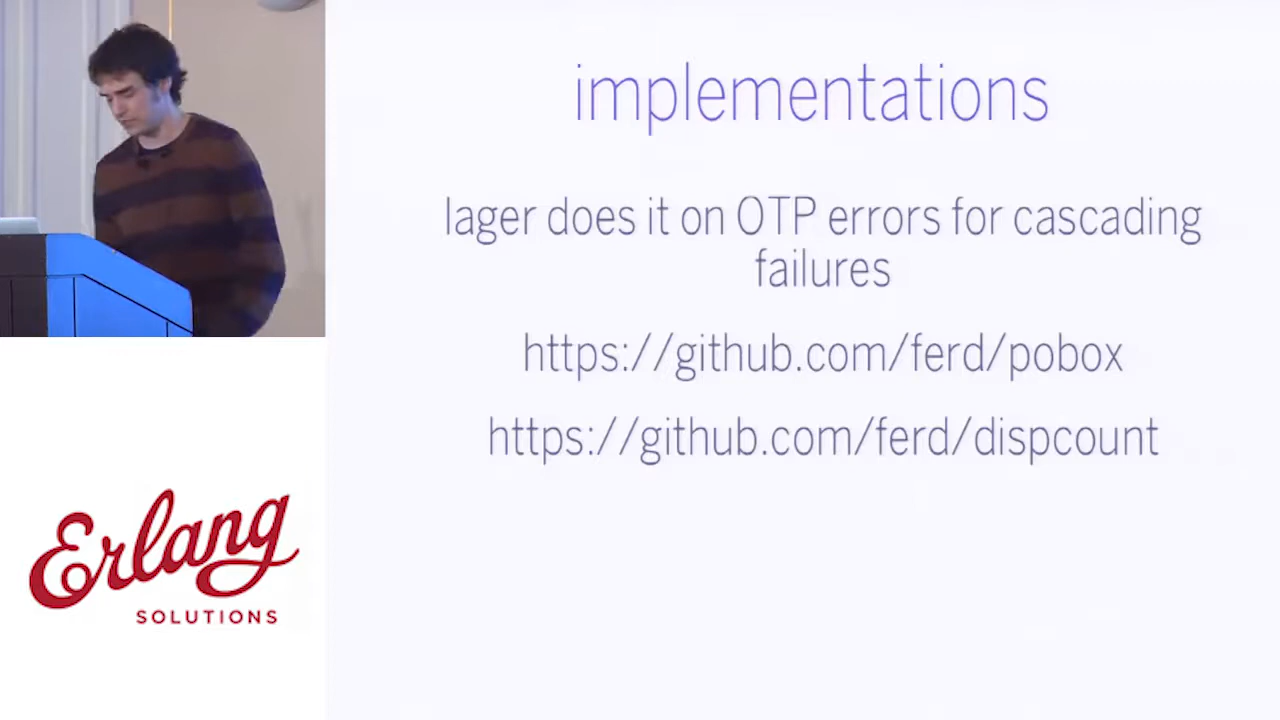 implementations
lager does it on OTP errors for cascading
failures
https://github.com/ferd/pobox
https://github.com/ferd/dispcount
Erlang
SOLUTIONS